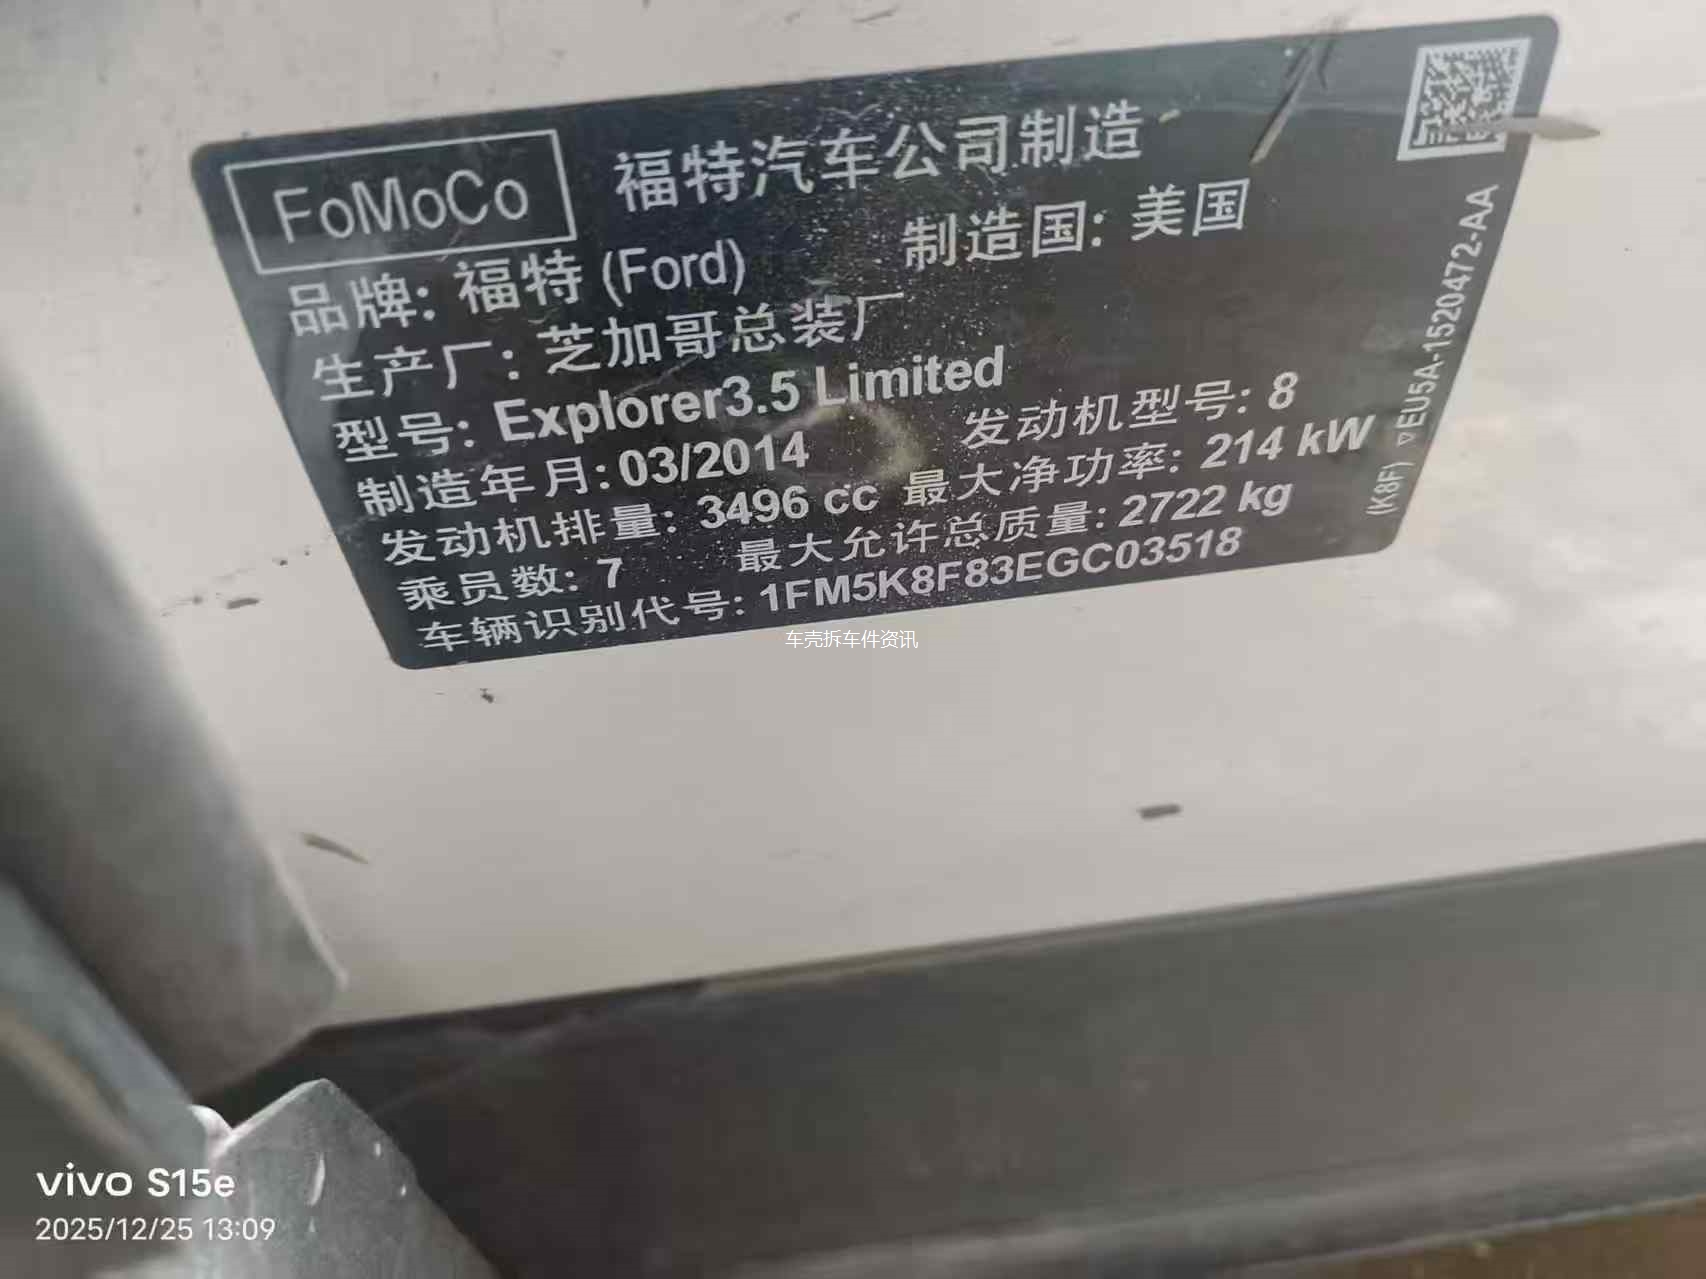 FoMoCo 福特汽车公司制造
品牌: 福特 (Ford) 制造国: 美国
生产厂: 芝加哥总装厂
型号: Explorer3.5 Limited
制造年月: 03/2014 发动机型号: 8
发动机排量: 3496 cc 最大净功率: 214 kW
乘员数: 7 最大允许总质量: 2722 kg
车辆识别代号: 1FM5K8F83EGC03518
(K8F) ▽EU5A-1520472-AA
车壳拆车件资讯
vivo S15e
2025/12/25 13:09